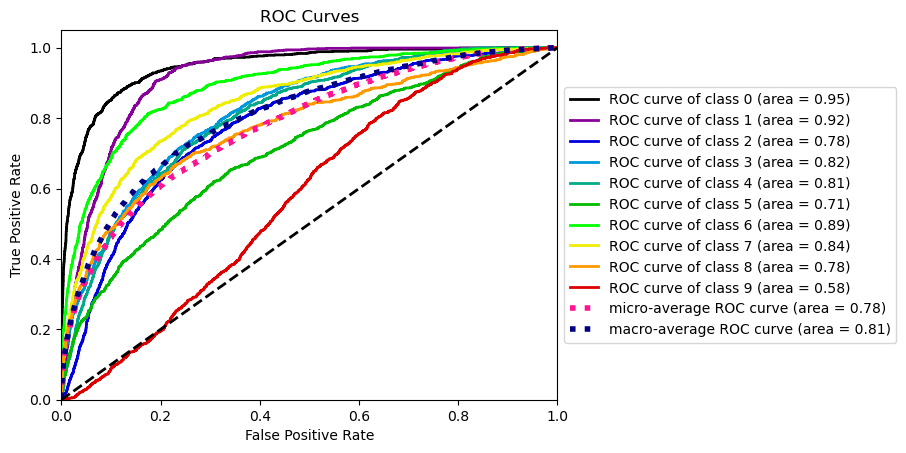 ROC Curves
True Positive Rate
1.0
0.8
0.6
0.4
0.2
0.0
0.0 0.2 0.4 0.6 0.8 1.0
False Positive Rate
ROC curve of class 0 (area = 0.95)
ROC curve of class 1 (area = 0.92)
ROC curve of class 2 (area = 0.78)
ROC curve of class 3 (area = 0.82)
ROC curve of class 4 (area = 0.81)
ROC curve of class 5 (area = 0.71)
ROC curve of class 6 (area = 0.89)
ROC curve of class 7 (area = 0.84)
ROC curve of class 8 (area = 0.78)
ROC curve of class 9 (area = 0.58)
micro-average ROC curve (area = 0.78)
macro-average ROC curve (area = 0.81)